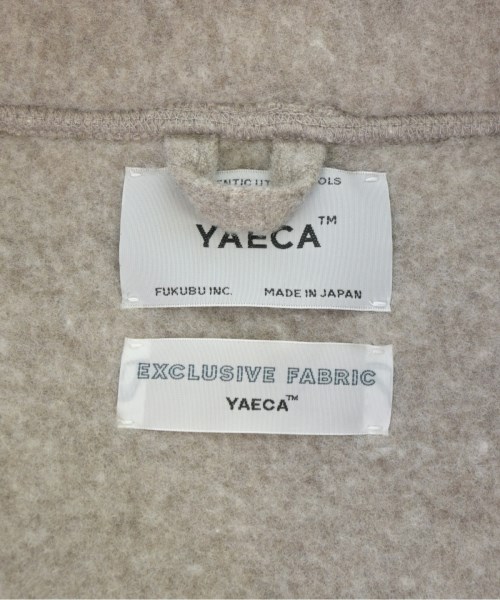 YAECA™
FUKUBU INC. MADE IN JAPAN
EXCLUSIVE FABRIC
YAECA™